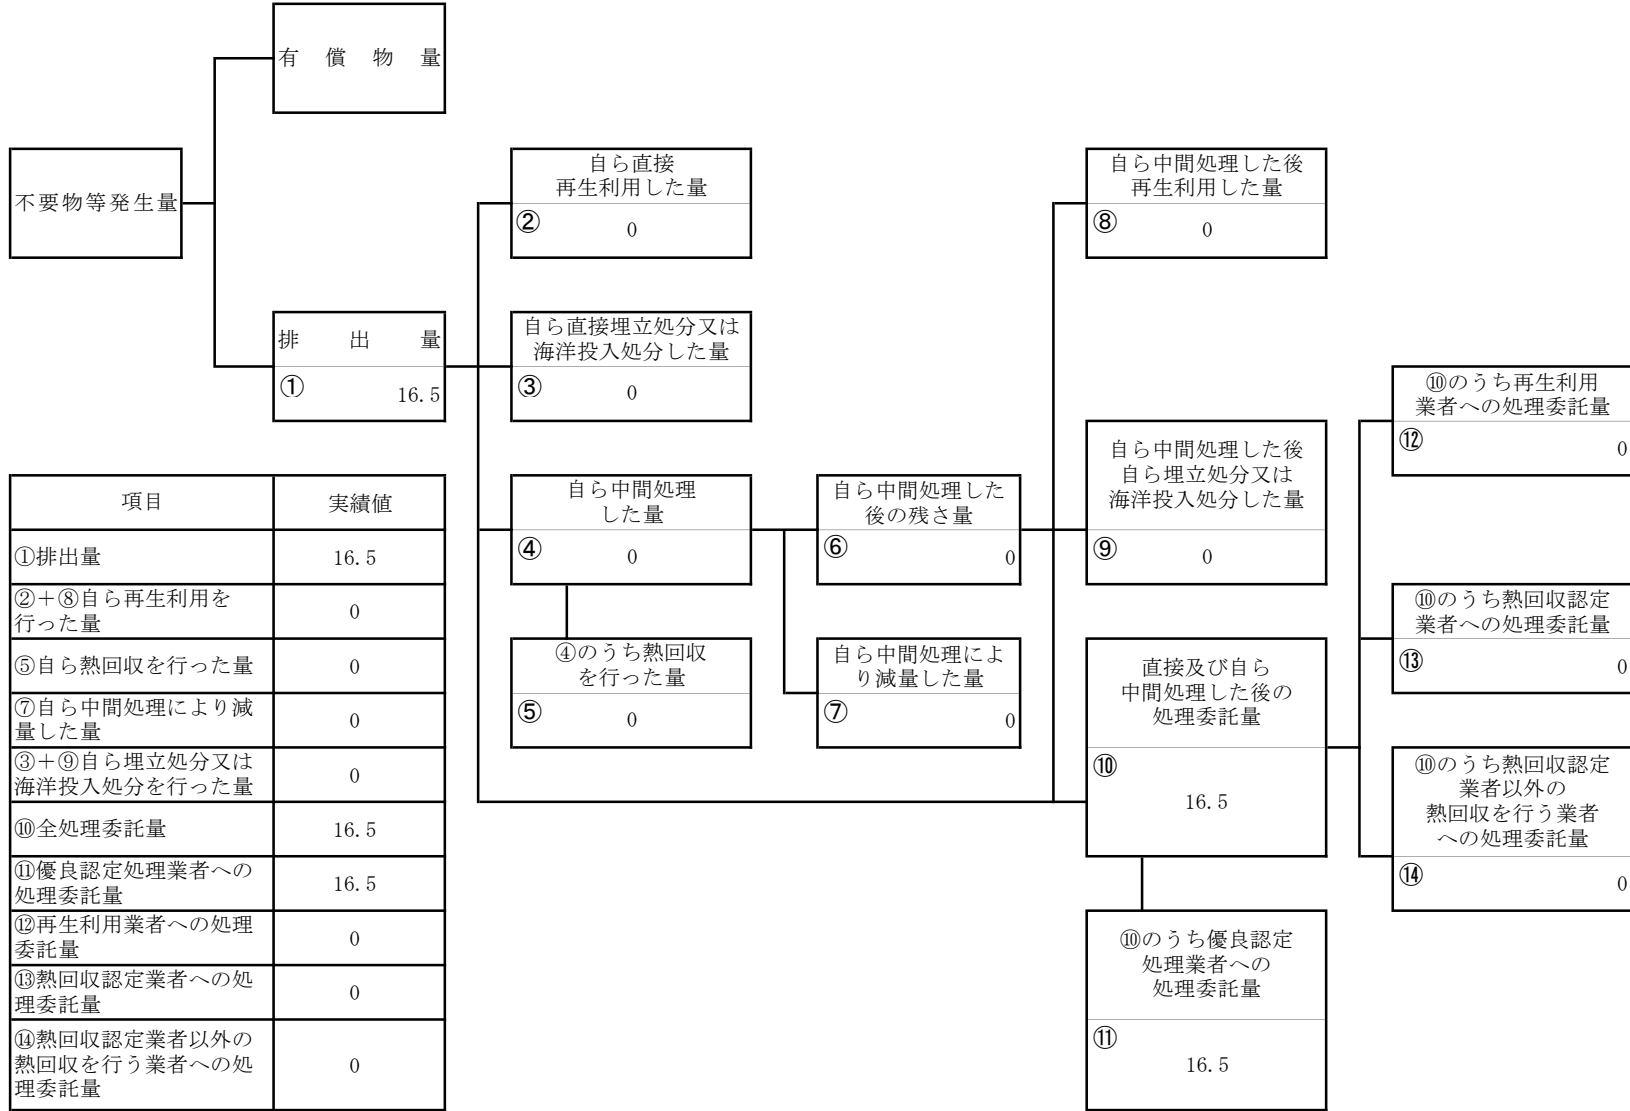 有償物量
不要物等発生量
排出量
①
16.5
自ら直接
再生利用した量
②
0
自ら直接埋立処分又は
海洋投入処分した量
③
0
自ら中間処理
した量
④
0
④のうち熱回収
を行った量
⑤
0
自ら中間処理した
後の残さ量
⑥
0
自ら中間処理によ
り減量した量
⑦
0
自ら中間処理した後
再生利用した量
⑧
0
自ら中間処理した後
自ら埋立処分又は
海洋投入処分した量
⑨
0
直接及び自ら
中間処理した後の
処理委託量
⑩
16.5
⑩のうち優良認定
処理業者への
処理委託量
⑪
16.5
⑩のうち再生利用
業者への処理委託量
⑫
0
⑩のうち熱回収認定
業者への処理委託量
⑬
0
⑩のうち熱回収認定
業者以外の
熱回収を行う業者
への処理委託量
⑭
0
項目 実績値
①排出量 16.5
②＋⑧自ら再生利用を
行った量 0
⑤自ら熱回収を行った量 0
⑦自ら中間処理により減
量した量 0
③＋⑨自ら埋立処分又は
海洋投入処分を行った量 0
⑩全処理委託量 16.5
⑪優良認定処理業者への
処理委託量 16.5
⑫再生利用業者への処理
委託量 0
⑬熱回収認定業者への処
理委託量 0
⑭熱回収認定業者以外の
熱回収を行う業者への処
理委託量 0